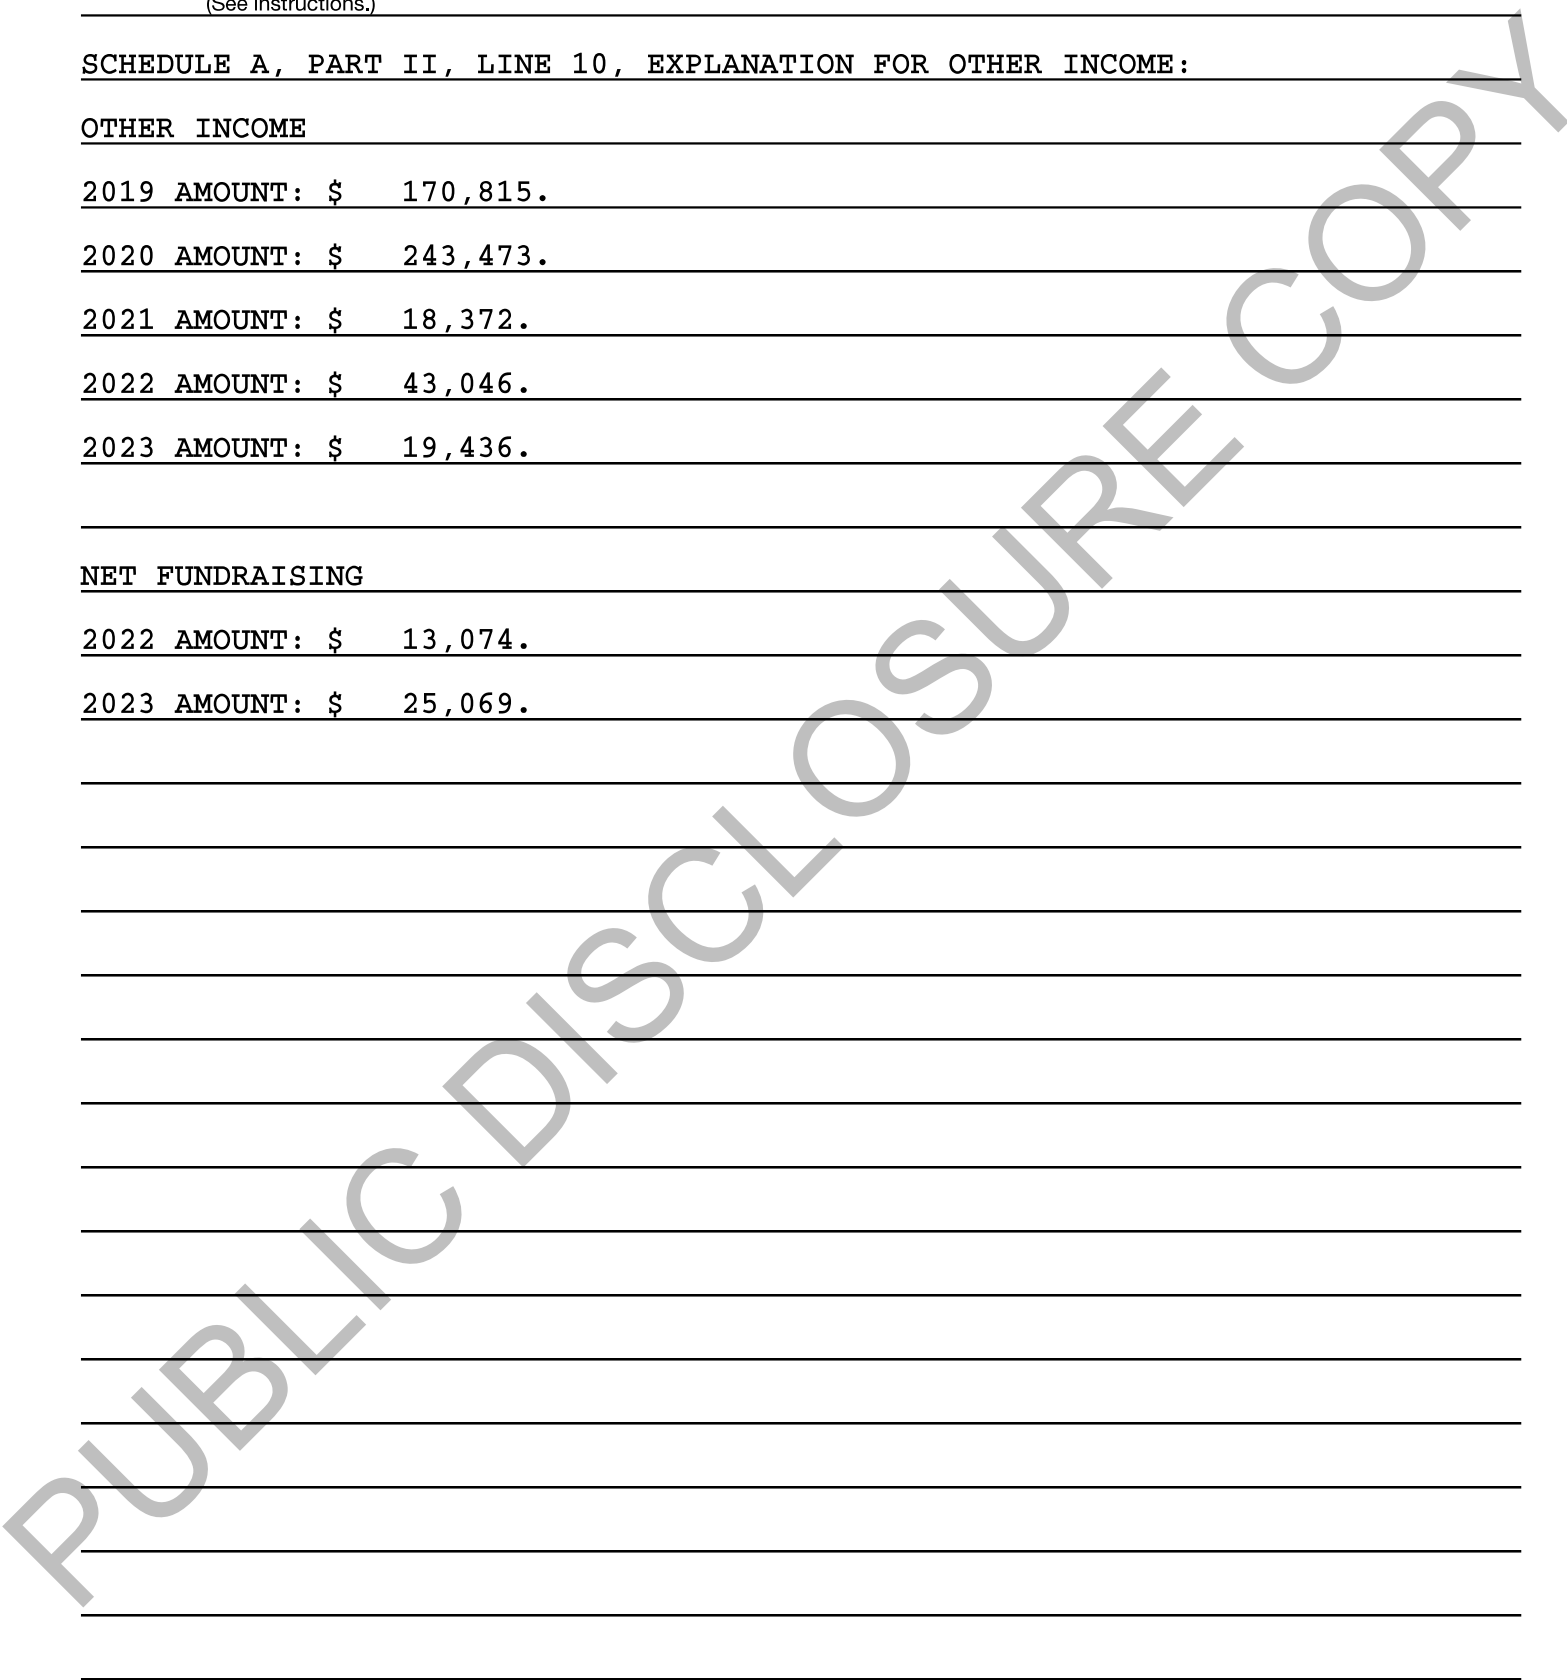 (See instructions.)
SCHEDULE A, PART II, LINE 10, EXPLANATION FOR OTHER INCOME:
OTHER INCOME
2019 AMOUNT: $ 170,815.
2020 AMOUNT: $ 243,473.
2021 AMOUNT: $ 18,372.
2022 AMOUNT: $ 43,046.
2023 AMOUNT: $ 19,436.
NET FUNDRAISING
2022 AMOUNT: $ 13,074.
2023 AMOUNT: $ 25,069.
PUBLIC DISCLOSURE COPY